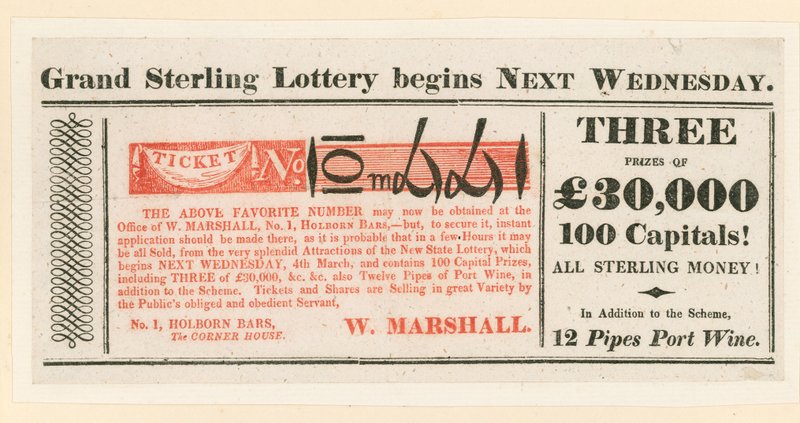 Grand Sterling Lottery begins NEXT WEDNESDAY.
TICKET No.
THE ABOVE FAVORITE NUMBER may now be obtained at the
Office of W. MARSHALL, No. 1, HOLBORN BARS,—but, to secure it, instant
application should be made there, as it is probable that in a few Hours it may
be all Sold, from the very splendid Attractions of the New State Lottery, which
begins NEXT WEDNESDAY, 4th March, and contains 100 Capital Prizes,
including THREE of £30,000, &c. &c. also Twelve Pipes of Port Wine, in
addition to the Scheme. Tickets and Shares are Selling in great Variety by
the Public's obliged and obedient Servant,
No. 1, HOLBORN BARS,
The CORNER HOUSE.
W. MARSHALL.
THREE
PRIZES OF
£30,000
100 Capitals!
ALL STERLING MONEY!
In Addition to the Scheme,
12 Pipes Port Wine.